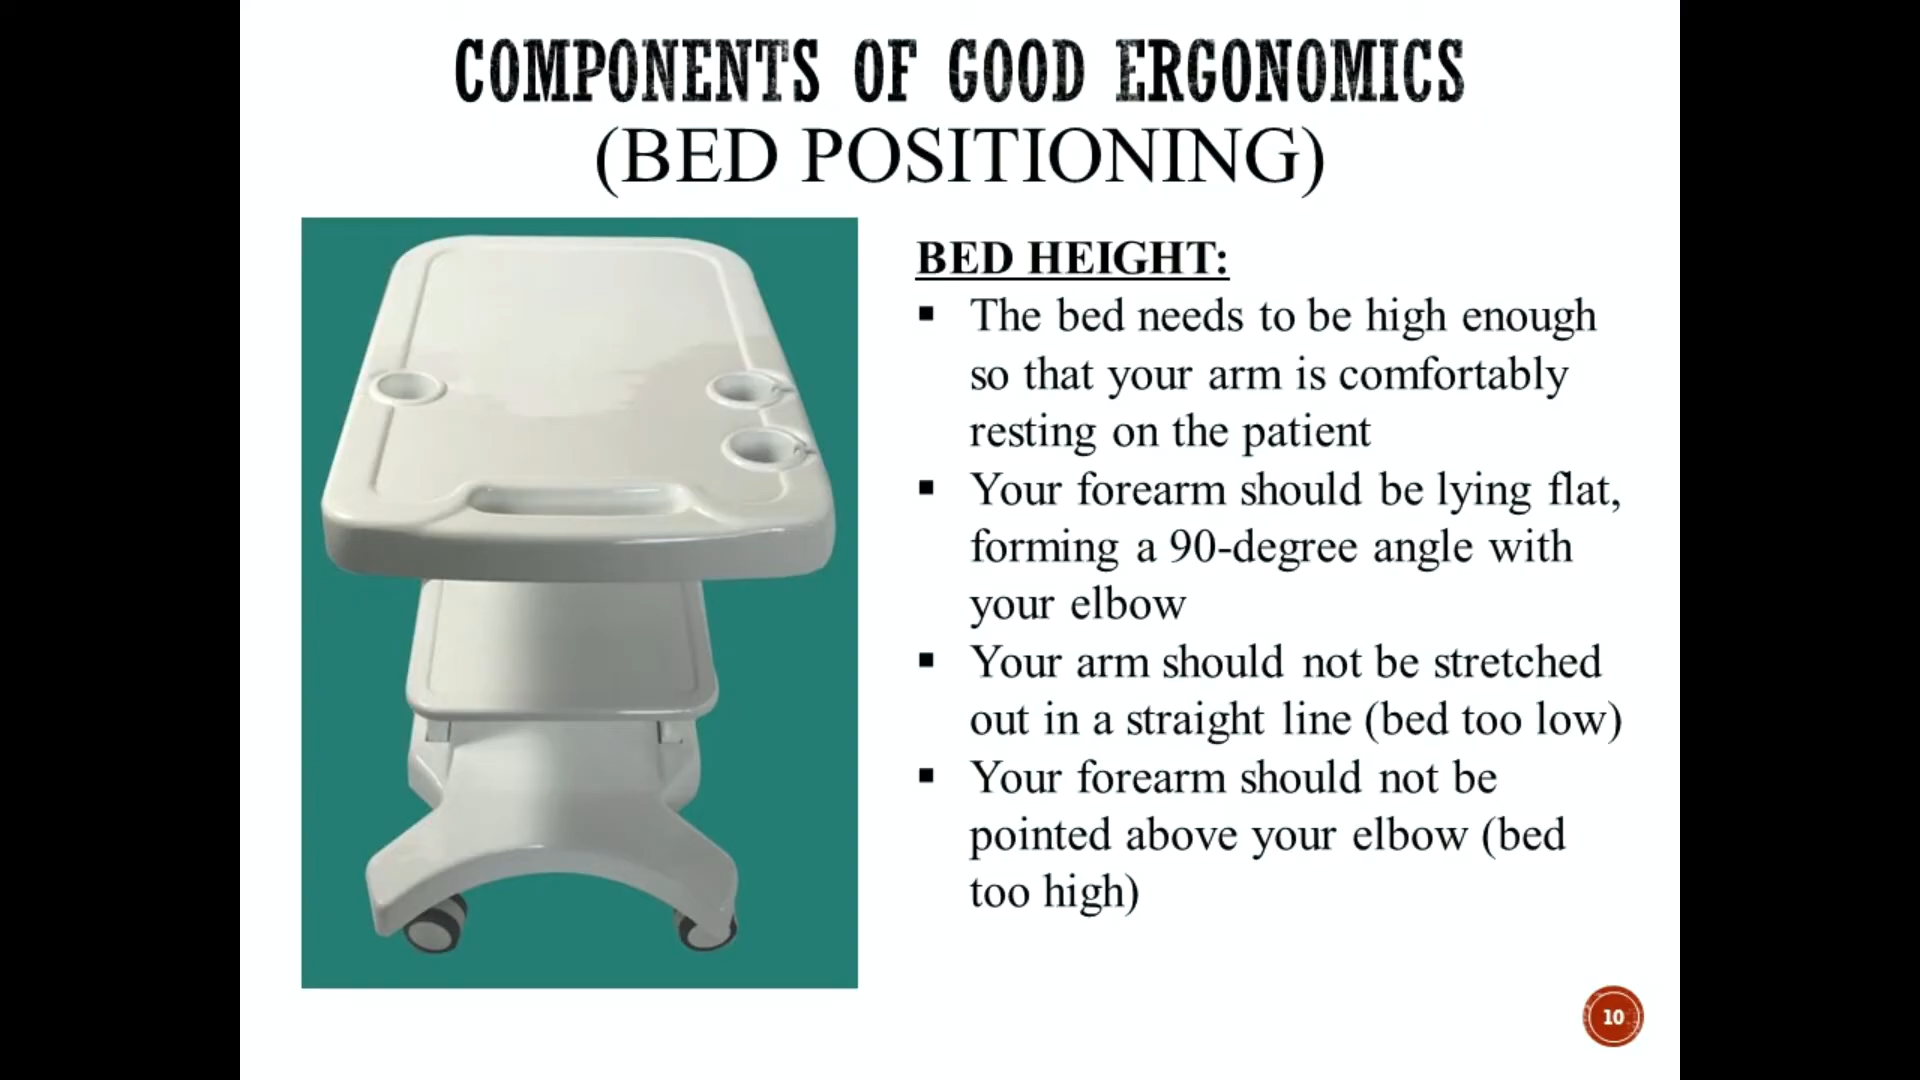 COMPONENTS OF GOOD ERGONOMICS
(BED POSITIONING)
BED HEIGHT:
▪ The bed needs to be high enough
so that your arm is comfortably
resting on the patient
▪ Your forearm should be lying flat,
forming a 90-degree angle with
your elbow
▪ Your arm should not be stretched
out in a straight line (bed too low)
▪ Your forearm should not be
pointed above your elbow (bed
too high)
10